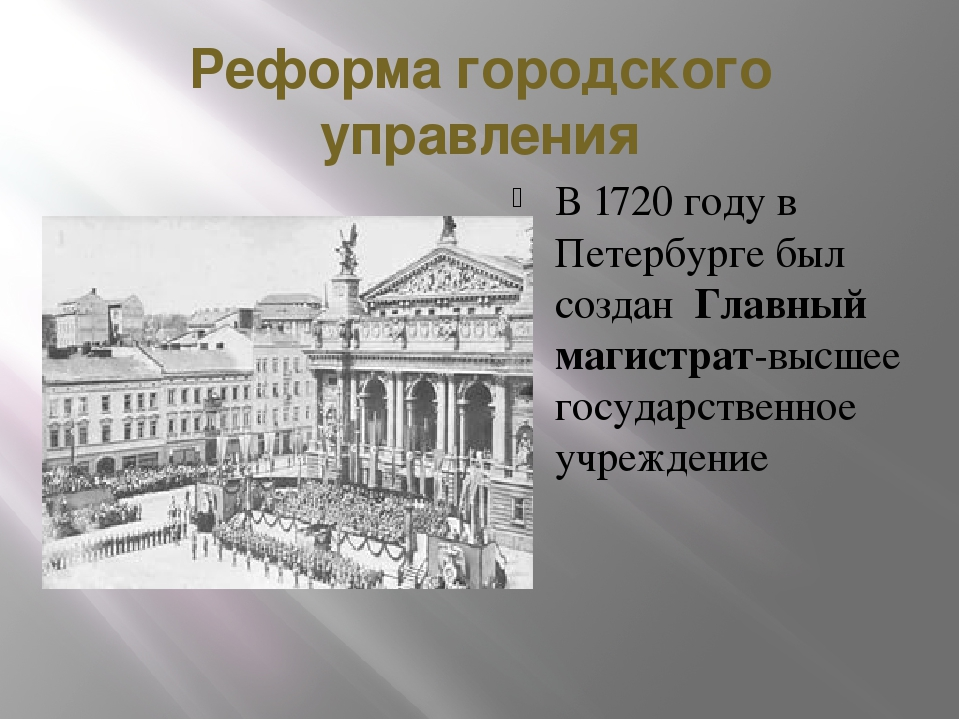 Реформа городского
управления
В 1720 году в
Петербурге был
создан Главный
магистрат-высшее
государственное
учреждение